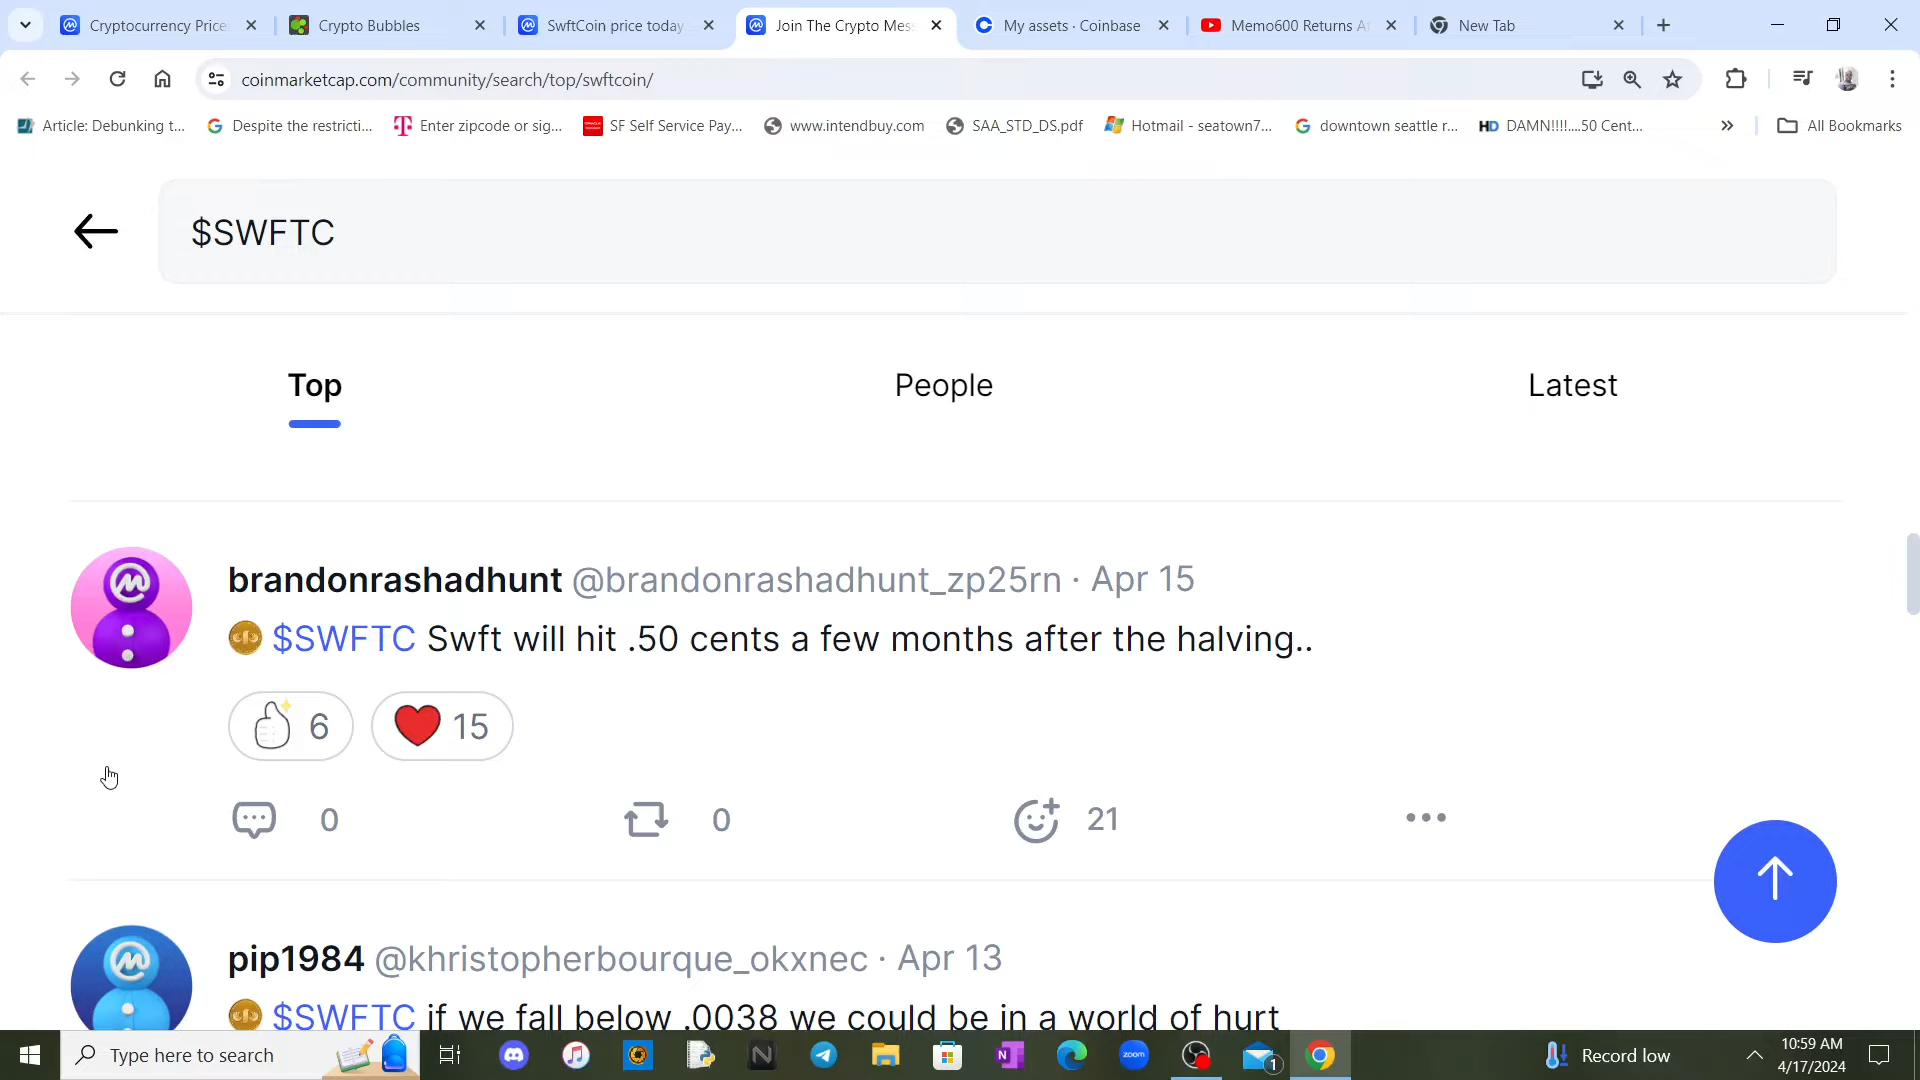 Cryptocurrency Price
Crypto Bubbles
SwftCoin price today
Join The Crypto Mes
My assets · Coinbase
Memo600 Returns A
New Tab
coinmarketcap.com/community/search/top/swftcoin/
Article: Debunking t...
Despite the restricti...
Enter zipcode or sig...
SF Self Service Pay...
www.intendbuy.com
SAA_STD_DS.pdf
Hotmail - seatown7...
downtown seattle r...
HD DAMN!!!!....50 Cent...
All Bookmarks
$SWFTC
Top
People
Latest
brandonrashadhunt @brandonrashadhunt_zp25rn · Apr 15
$SWFTC Swft will hit .50 cents a few months after the halving..
6
15
0
0
21
pip1984 @khristopherbourque_okxnec · Apr 13
$SWFTC if we fall below .0038 we could be in a world of hurt
Type here to search
zoom
1
Record low
10:59 AM
4/17/2024